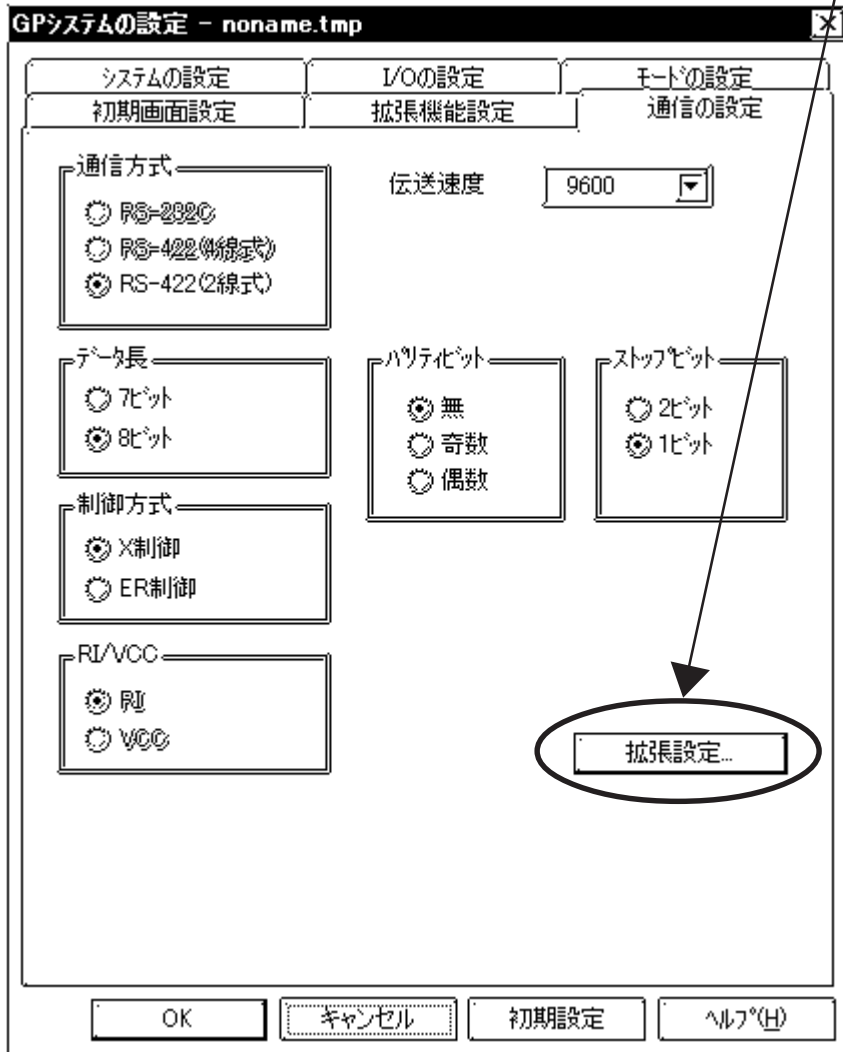 GPシステムの設定 - noname.tmp
システムの設定 I/Oの設定 モードの設定
初期画面設定 拡張機能設定 通信の設定
通信方式
RS-232C
RS-422(4線式)
RS-422(2線式)
伝送速度 9600
データ長
7ビット
8ビット
パリティビット
無
奇数
偶数
ストップビット
2ビット
1ビット
制御方式
X制御
ER制御
RI/VCC
RI
VCC
拡張設定...
OK キャンセル 初期設定 ヘルプ(H)